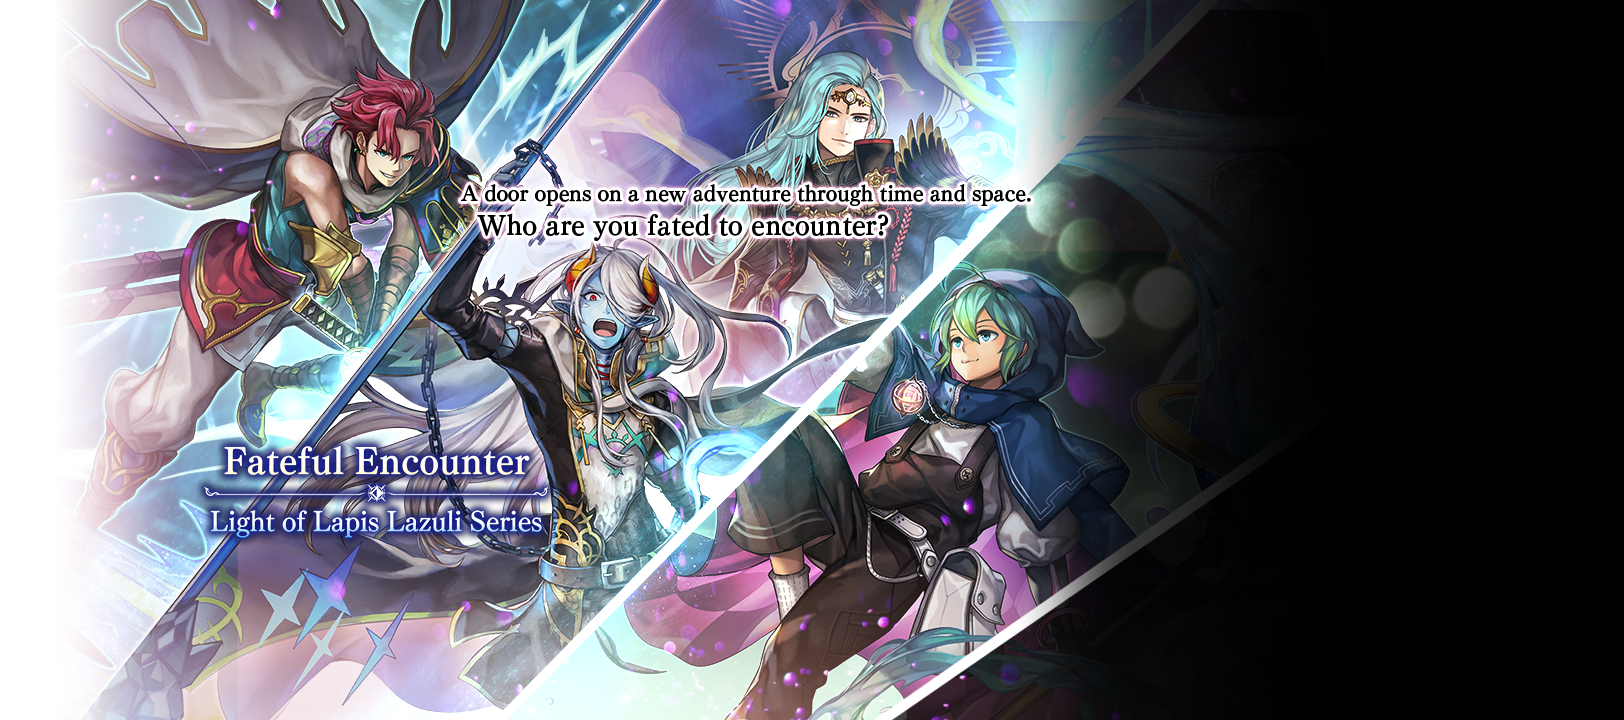 A door opens on a new adventure through time and space.
Who are you fated to encounter?
Fateful Encounter
Light of Lapis Lazuli Series